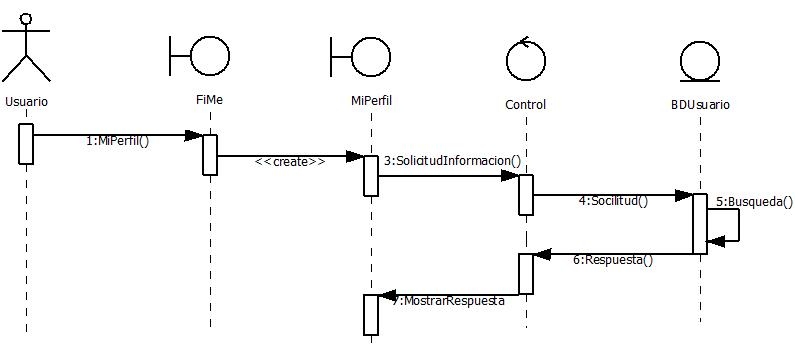 Usuario
FiMe
MiPerfil
Control
BDUsuario
1:MiPerfil()
<<create>>
3:SolicitudInformacion()
4:Socilitud()
5:Busqueda()
6:Respuesta()
7:MostrarRespuesta